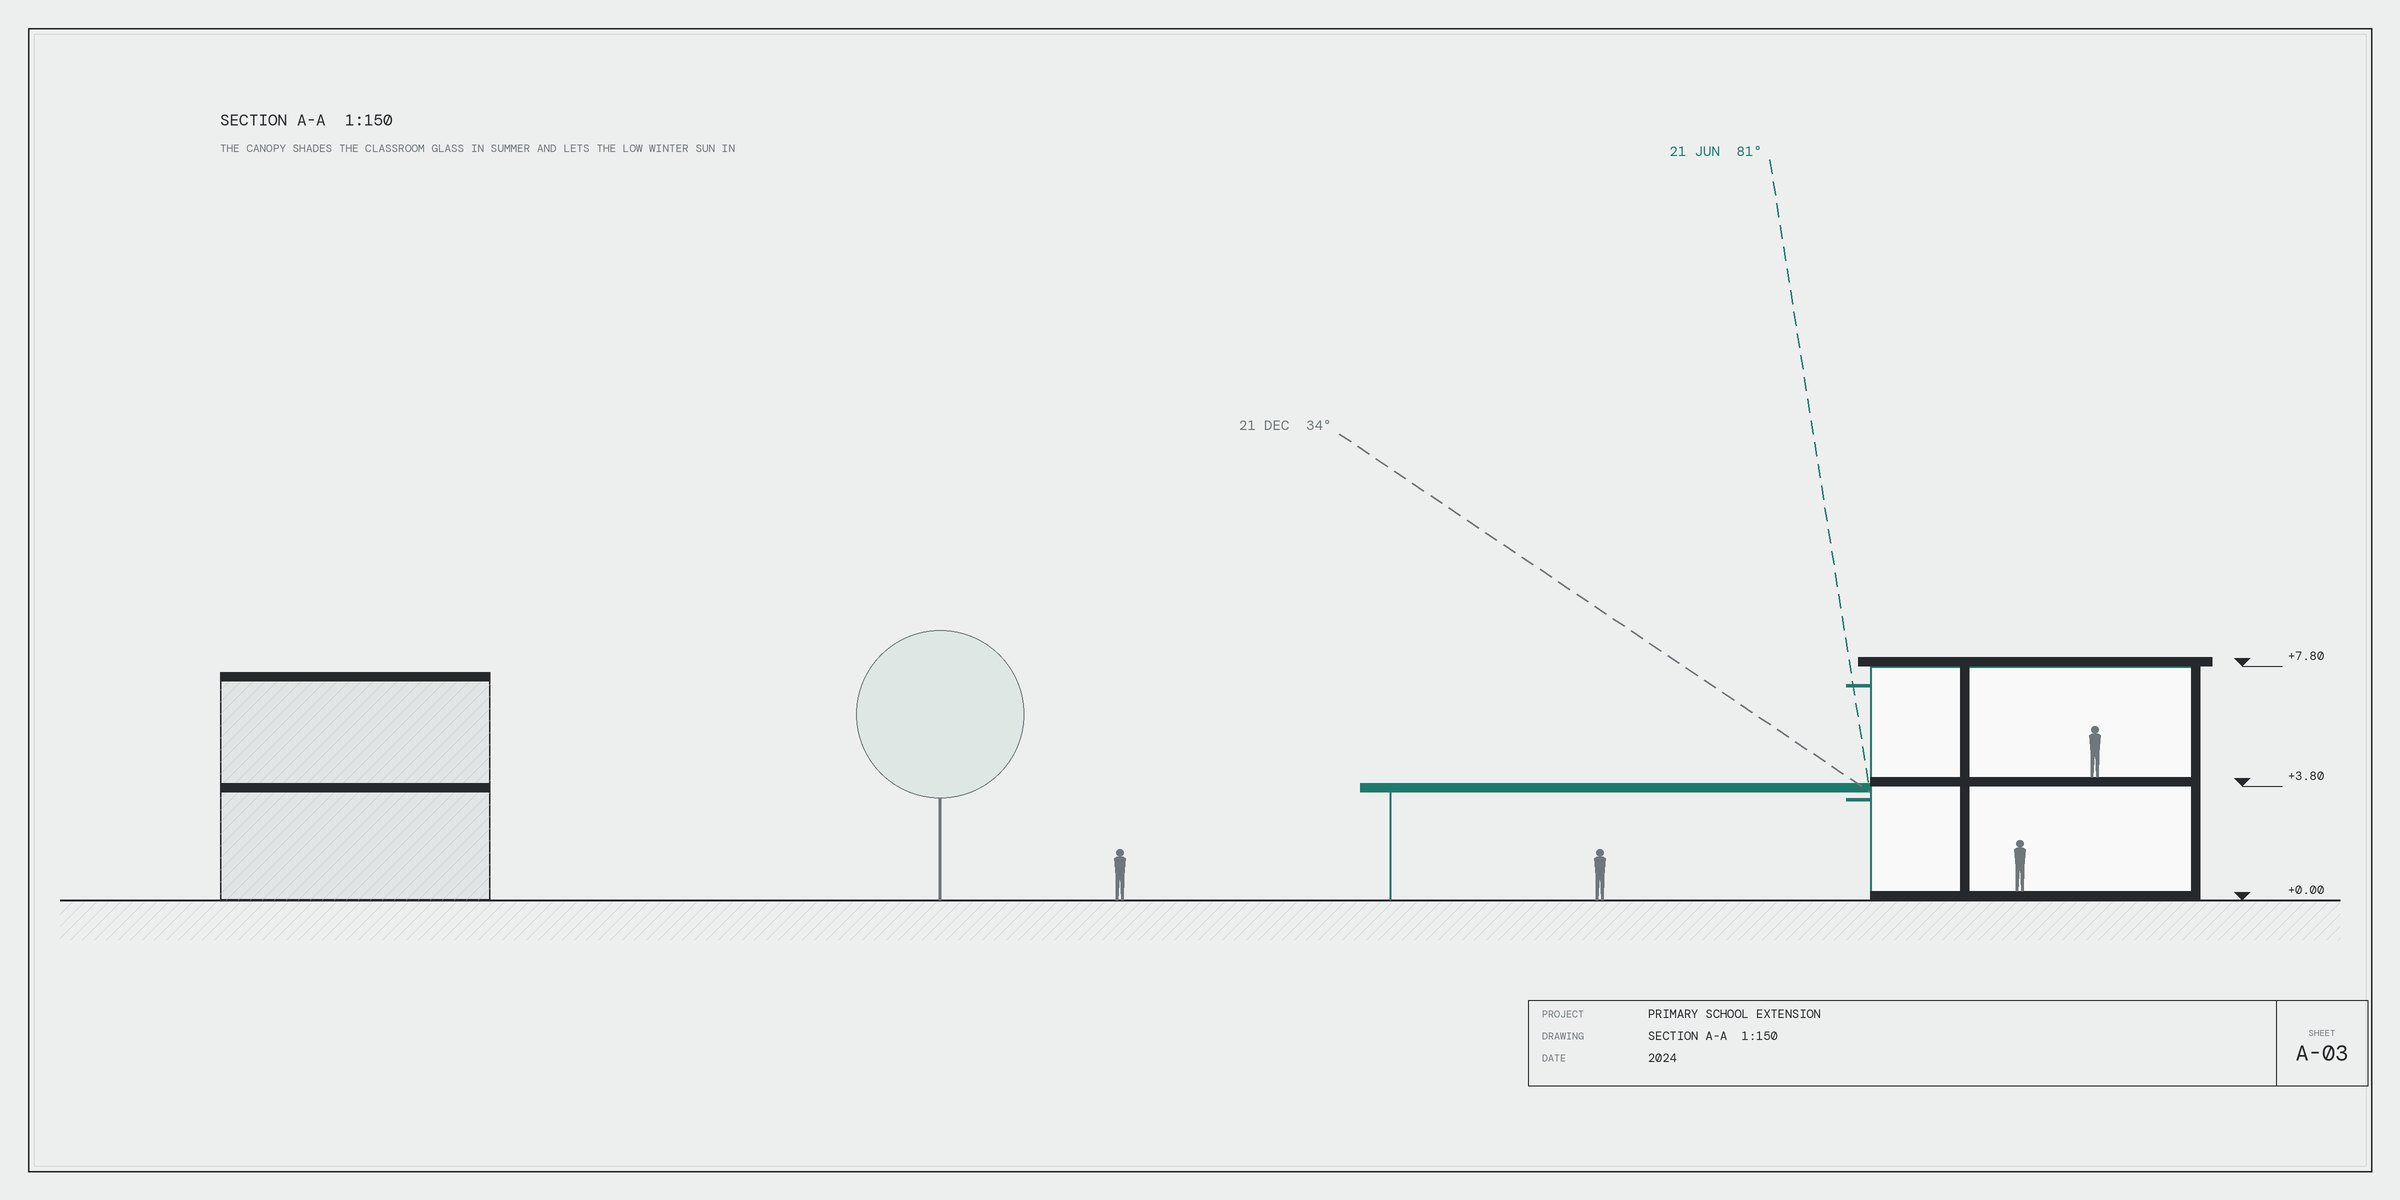 SECTION A-A  1:150
THE CANOPY SHADES THE CLASSROOM GLASS IN SUMMER AND LETS THE LOW WINTER SUN IN
21 JUN  81°
21 DEC  34°
+7.80
+3.80
+0.00
PROJECT PRIMARY SCHOOL EXTENSION
DRAWING SECTION A-A  1:150
DATE 2024
SHEET
A-03